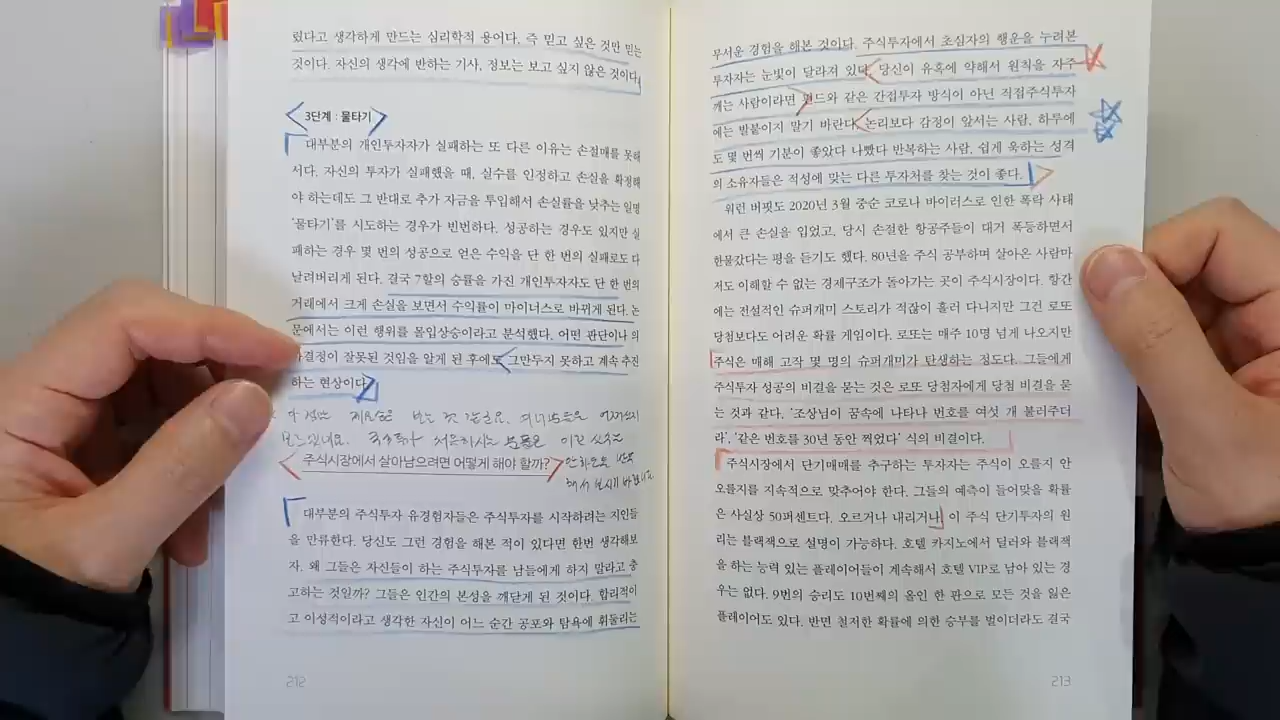 렸다고 생각하게 만드는 심리학적 용어다. 즉 믿고 싶은 것만 믿는
것이다. 자신의 생각에 반하는 기사, 정보는 보고 싶지 않은 것이다.
3단계 : 물타기
대부분의 개인투자자가 실패하는 또 다른 이유는 손절매를 못해
서다. 자신의 투자가 실패했을 때, 실수를 인정하고 손실을 확정해
야 하는데도 그 반대로 추가 자금을 투입해서 손실률을 낮추는 일명
'물타기'를 시도하는 경우가 빈번하다. 성공하는 경우도 있지만 실
패하는 경우 몇 번의 성공으로 얻은 수익을 단 한 번의 실패로도 다
날려버리게 된다. 결국 7할의 승률을 가진 개인투자자도 단 한 번의
거래에서 크게 손실을 보면서 수익률이 마이너스로 바뀌게 된다. 논
문에서는 이런 행위를 몰입상승이라고 분석했다. 어떤 판단이나 의
사결정이 잘못된 것임을 알게 된 후에도 그만두지 못하고 계속 추진
하는 현상이다.
주식시장에서 살아남으려면 어떻게 해야 할까?
대부분의 주식투자 유경험자들은 주식투자를 시작하려는 지인들
을 만류한다. 당신도 그런 경험을 해본 적이 있다면 한번 생각해보
자. 왜 그들은 자신들이 하는 주식투자를 남들에게 하지 말라고 충
고하는 것일까? 그들은 인간의 본성을 깨닫게 된 것이다. 합리적이
고 이성적이라고 생각한 자신이 어느 순간 공포와 탐욕에 휘둘리는
212
무서운 경험을 해본 것이다. 주식투자에서 초심자의 행운을 누려본
투자자는 눈빛이 달라져 있다. 당신이 유혹에 약해서 원칙을 자주
깨는 사람이라면 펀드와 같은 간접투자 방식이 아닌 직접주식투자
에는 발붙이지 말기 바란다. 논리보다 감정이 앞서는 사람, 하루에
도 몇 번씩 기분이 좋았다 나빴다 반복하는 사람, 쉽게 욱하는 성격
의 소유자들은 적성에 맞는 다른 투자처를 찾는 것이 좋다.
워런 버핏도 2020년 3월 중순 코로나 바이러스로 인한 폭락 사태
에서 큰 손실을 입었고, 당시 손절한 항공주들이 대거 폭등하면서
한물갔다는 평을 듣기도 했다. 80년을 주식 공부하며 살아온 사람마
저도 이해할 수 없는 경제구조가 돌아가는 곳이 주식시장이다. 항간
에는 전설적인 슈퍼개미 스토리가 적잖이 흘러 다니지만 그건 로또
당첨보다도 어려운 확률 게임이다. 로또는 매주 10명 넘게 나오지만
주식은 매해 고작 몇 명의 슈퍼개미가 탄생하는 정도다. 그들에게
주식투자 성공의 비결을 묻는 것은 로또 당첨자에게 당첨 비결을 묻
는 것과 같다. '조상님이 꿈속에 나타나 번호를 여섯 개 불러주더
라', '같은 번호를 30년 동안 찍었다' 식의 비결이다.
주식시장에서 단기매매를 추구하는 투자자는 주식이 오를지 안
오를지를 지속적으로 맞추어야 한다. 그들의 예측이 들어맞을 확률
은 사실상 50퍼센트다. 오르거나 내리거나. 이 주식 단기투자의 원
리는 블랙잭으로 설명이 가능하다. 호텔 카지노에서 딜러와 블랙잭
을 하는 능력 있는 플레이어들이 계속해서 호텔 VIP로 남아 있는 경
우는 없다. 9번의 승리도 10번째의 올인 한 판으로 모든 것을 잃은
플레이어도 있다. 반면 철저한 확률에 의한 승부를 벌이더라도 결국
213